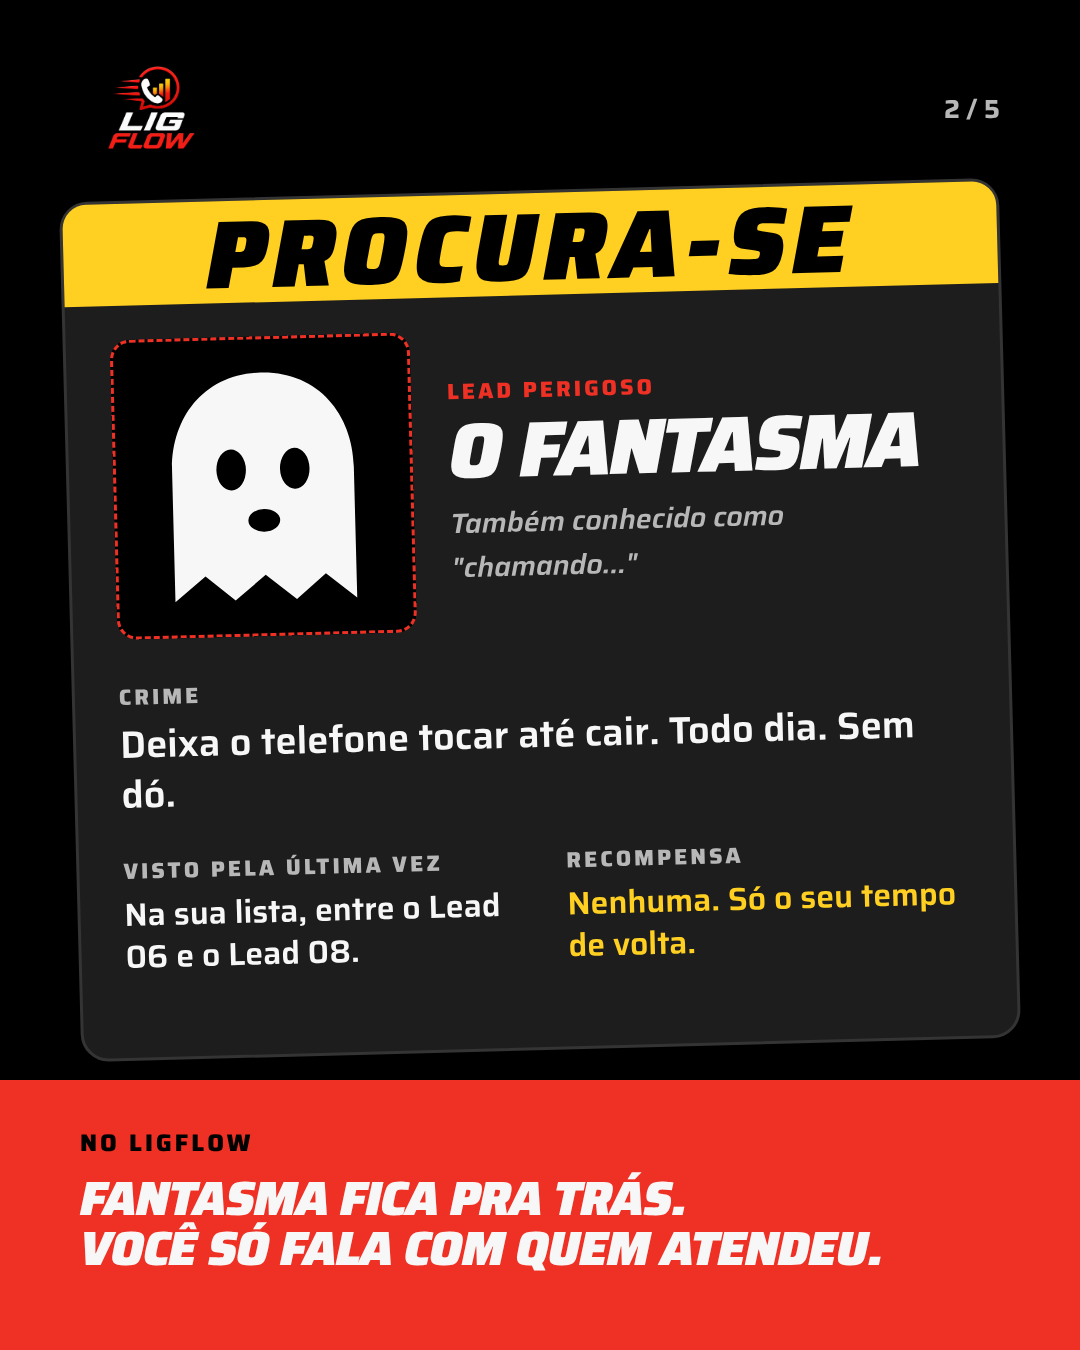 LIG
FLOW
2 / 5
PROCURA-SE
LEAD PERIGOSO
O FANTASMA
Também conhecido como
"chamando..."
CRIME
Deixa o telefone tocar até cair. Todo dia. Sem
dó.
VISTO PELA ÚLTIMA VEZ
Na sua lista, entre o Lead
06 e o Lead 08.
RECOMPENSA
Nenhuma. Só o seu tempo
de volta.
NO LIGFLOW
FANTASMA FICA PRA TRÁS.
VOCÊ SÓ FALA COM QUEM ATENDEU.